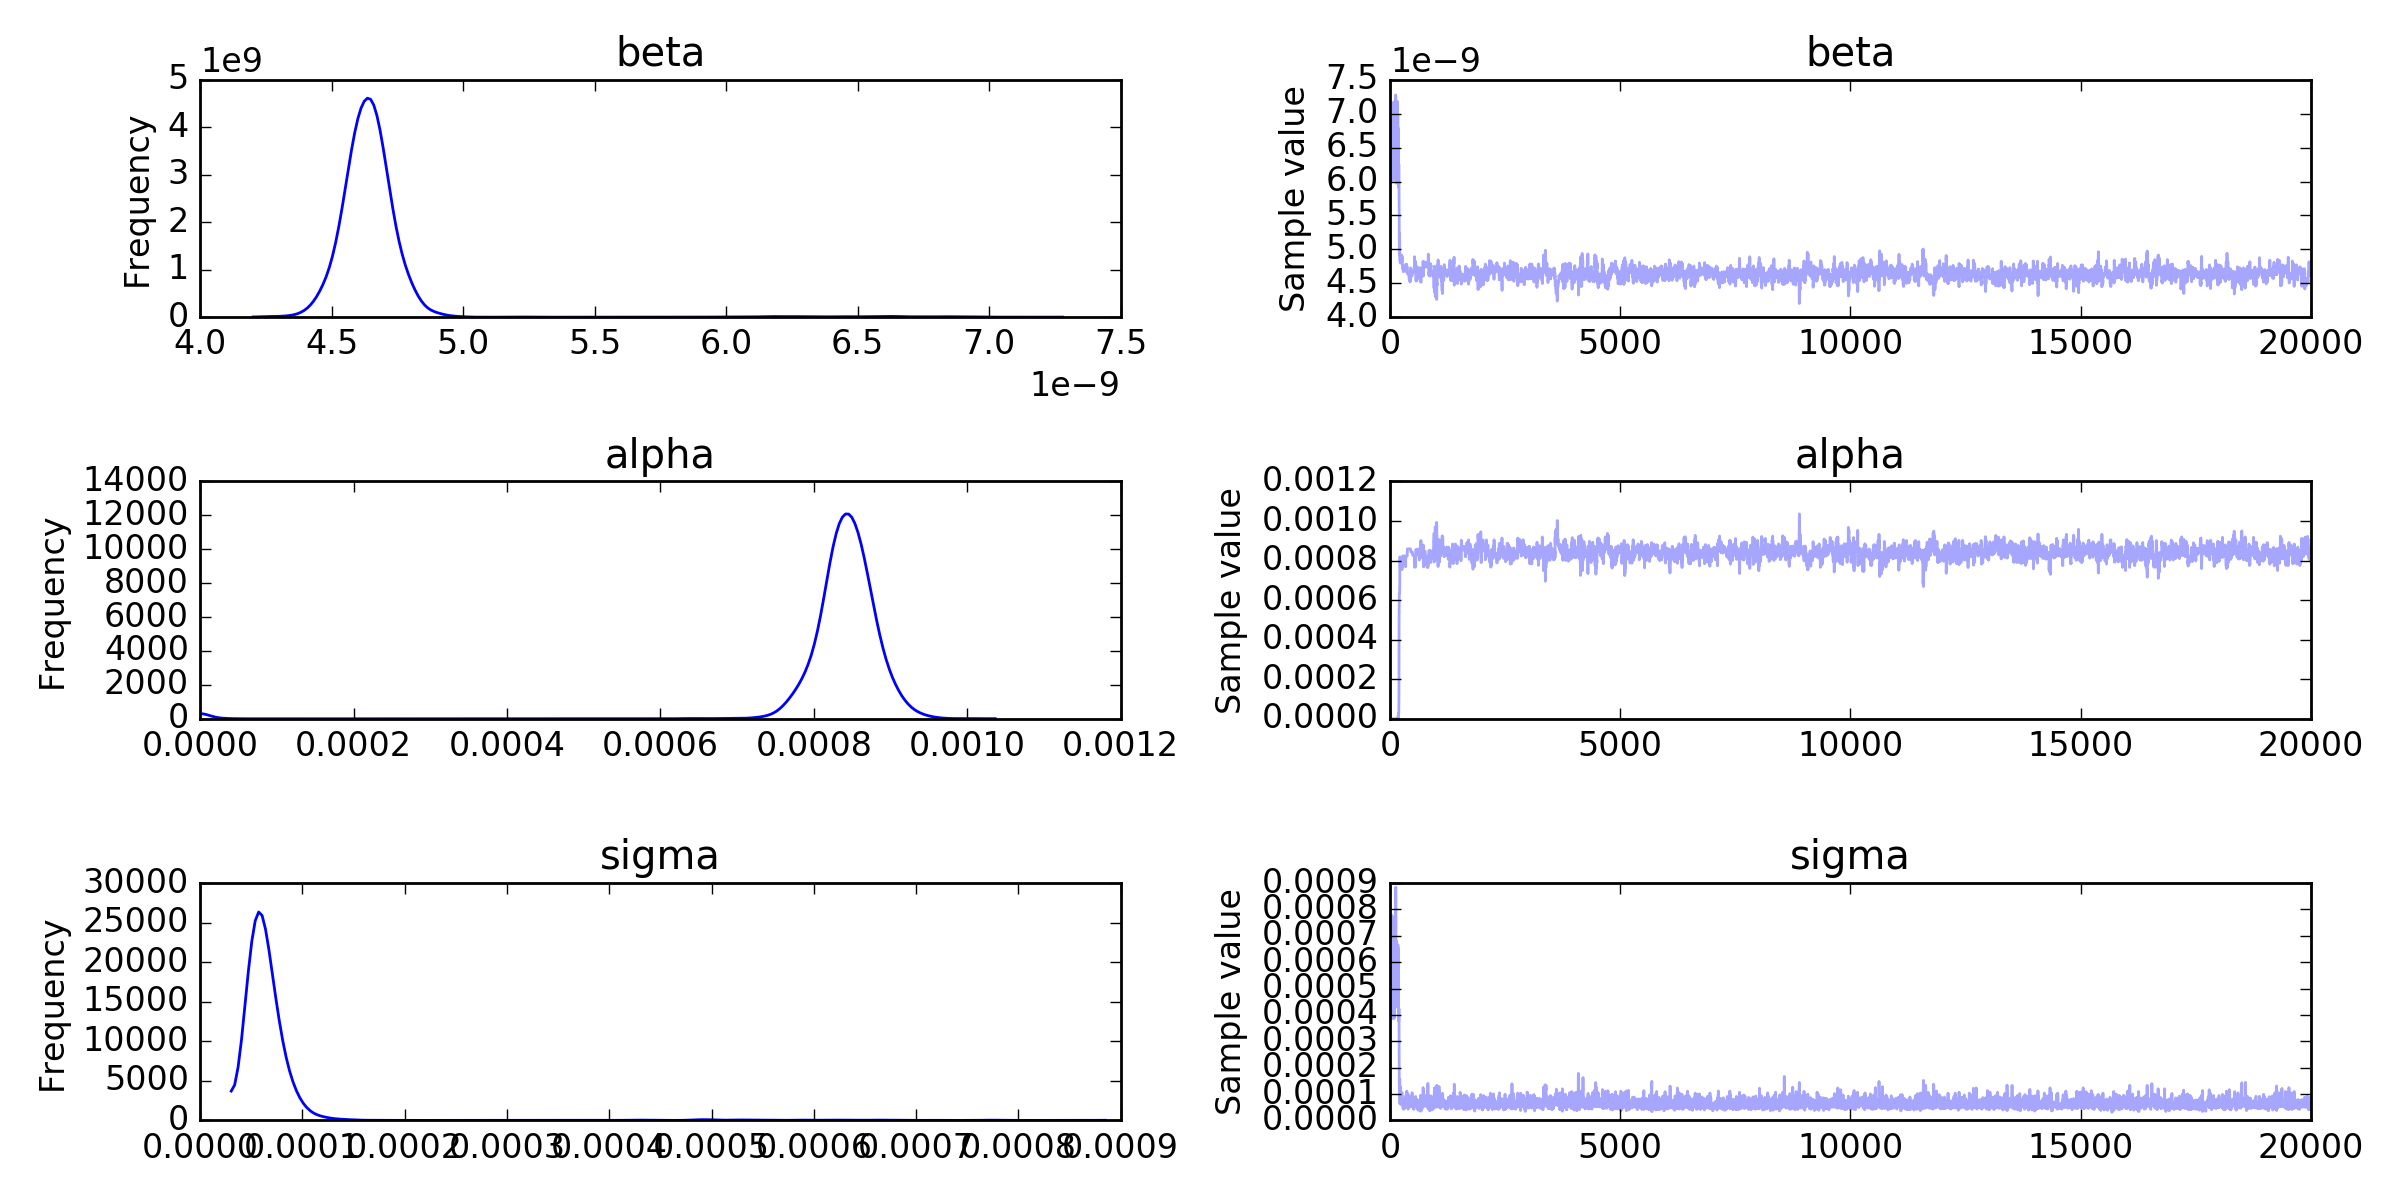 beta
1e9
5
4
3
2
1
0
Frequency
4.0 4.5 5.0 5.5 6.0 6.5 7.0 7.5
1e−9
beta
1e−9
7.5
7.0
6.5
6.0
5.5
5.0
4.5
4.0
Sample value
0 5000 10000 15000 20000
alpha
14000
12000
10000
8000
6000
4000
2000
0
Frequency
0.0000 0.0002 0.0004 0.0006 0.0008 0.0010 0.0012
alpha
0.0012
0.0010
0.0008
0.0006
0.0004
0.0002
0.0000
Sample value
0 5000 10000 15000 20000
sigma
30000
25000
20000
15000
10000
5000
0
Frequency
0.0000 0.0001 0.0002 0.0003 0.0004 0.0005 0.0006 0.0007 0.0008 0.0009
sigma
0.0009
0.0008
0.0007
0.0006
0.0005
0.0004
0.0003
0.0002
0.0001
0.0000
Sample value
0 5000 10000 15000 20000